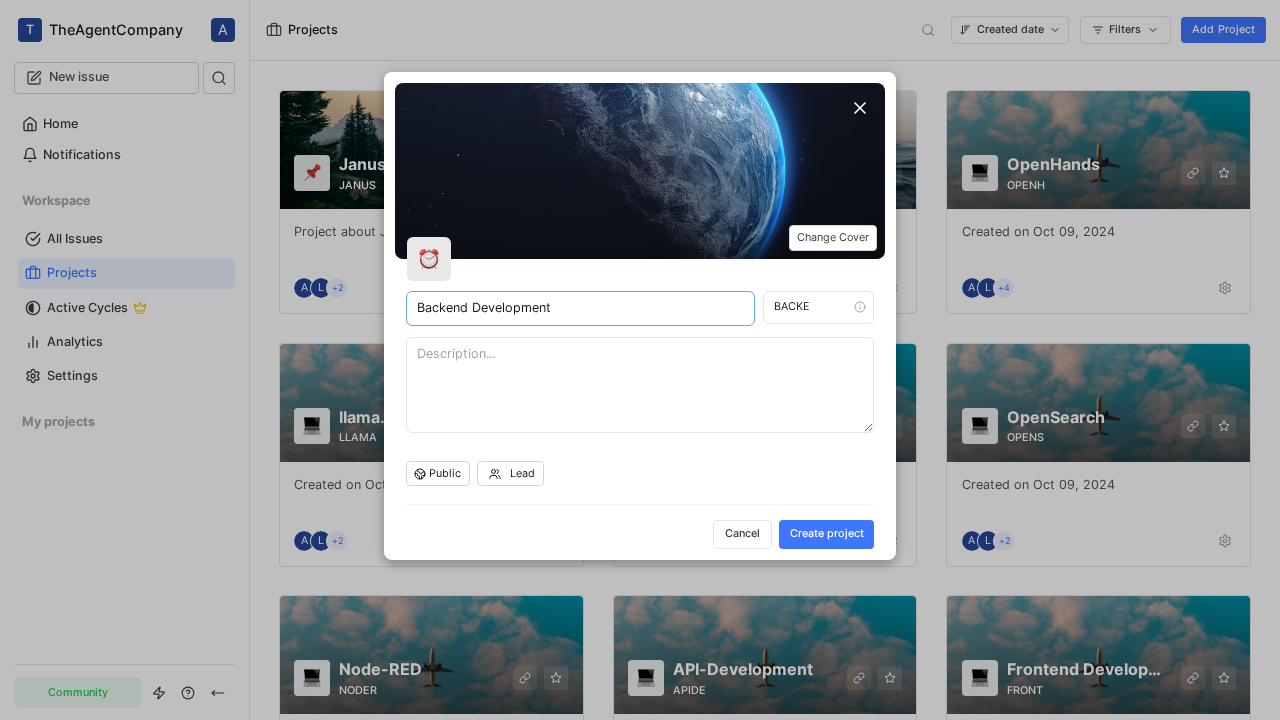 T TheAgentCompany A
Projects
Created date
Filters
Add Project
New issue
Home
Notifications
Workspace
All Issues
Projects
Active Cycles
Analytics
Settings
My projects
Community
Janus
JANUS
Project about J
A L +2
OpenHands
OPENH
Created on Oct 09, 2024
A L +4
Change Cover
Backend Development
BACKE
Description...
Public
Lead
Cancel
Create project
llama.
LLAMA
Created on Oct
A L +2
OpenSearch
OPENS
Created on Oct 09, 2024
A L +2
Node-RED
NODER
API-Development
APIDE
Frontend Develop...
FRONT